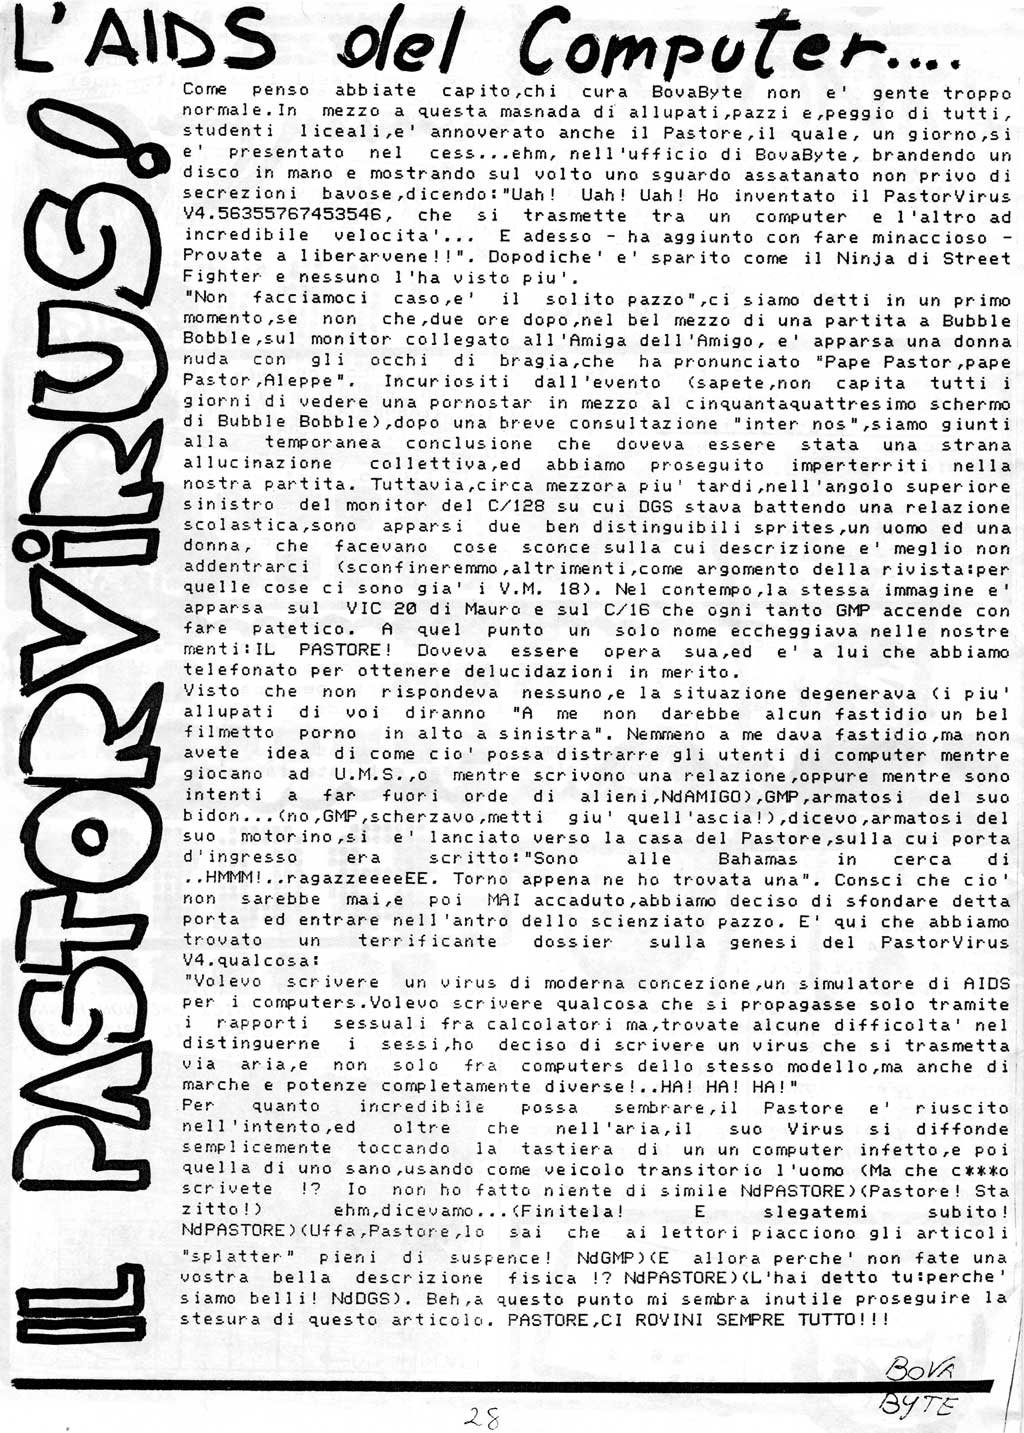 L'AIDS del Computer....
IL PASTORVIRUS!
Come penso abbiate capito,chi cura BovaByte non e' gente troppo
normale.In mezzo a questa masnada di allupati,pazzi e,peggio di tutti,
studenti liceali,e' annoverato anche il Pastore,il quale, un giorno,si
e' presentato nel cess...ehm, nell'ufficio di BovaByte, brandendo un
disco in mano e mostrando sul volto uno sguardo assatanato non privo di
secrezioni bavose,dicendo:"Uah! Uah! Uah! Ho inventato il PastorVirus
V4.56355767453546, che si trasmette tra un computer e l'altro ad
incredibile velocita'... E adesso - ha aggiunto con fare minaccioso -
Provate a liberarvene!!". Dopodiche' e' sparito come il Ninja di Street
Fighter e nessuno l'ha visto piu'.
"Non facciamoci caso,e' il solito pazzo",ci siamo detti in un primo
momento,se non che,due ore dopo,nel bel mezzo di una partita a Bubble
Bobble,sul monitor collegato all'Amiga dell'Amigo, e' apparsa una donna
nuda con gli occhi di bragia,che ha pronunciato "Pape Pastor,pape
Pastor,Aleppe". Incuriositi dall'evento (sapete,non capita tutti i
giorni di vedere una pornostar in mezzo al cinquantaquattresimo schermo
di Bubble Bobble),dopo una breve consultazione "inter nos",siamo giunti
alla temporanea conclusione che doveva essere stata una strana
allucinazione collettiva,ed abbiamo proseguito imperterriti nella
nostra partita. Tuttavia,circa mezzora piu' tardi,nell'angolo superiore
sinistro del monitor del C/128 su cui DGS stava battendo una relazione
scolastica,sono apparsi due ben distinguibili sprites,un uomo ed una
donna, che facevano cose sconce sulla cui descrizione e' meglio non
addentrarci (sconfineremmo,altrimenti,come argomento della rivista:per
quelle cose ci sono gia' i V.M. 18). Nel contempo,la stessa immagine e'
apparsa sul VIC 20 di Mauro e sul C/16 che ogni tanto GMP accende con
fare patetico. A quel punto un solo nome eccheggiava nelle nostre
menti:IL PASTORE! Doveva essere opera sua,ed e' a lui che abbiamo
telefonato per ottenere delucidazioni in merito.
Visto che non rispondeva nessuno,e la situazione degenerava (i piu'
allupati di voi diranno "A me non darebbe alcun fastidio un bel
filmetto porno in alto a sinistra". Nemmeno a me dava fastidio,ma non
avete idea di come cio' possa distrarre gli utenti di computer mentre
giocano ad U.M.S.,o mentre scrivono una relazione,oppure mentre sono
intenti a far fuori orde di alieni,NdAMIGO),GMP,armatosi del suo
bidon...(no,GMP,scherzavo,metti giu' quell'ascia!),dicevo,armatosi del
suo motorino,si e' lanciato verso la casa del Pastore,sulla cui porta
d'ingresso era scritto:"Sono alle Bahamas in cerca di
..HMMM!..ragazzeeeeEE. Torno appena ne ho trovata una". Consci che cio'
non sarebbe mai,e poi MAI accaduto,abbiamo deciso di sfondare detta
porta ed entrare nell'antro dello scienziato pazzo. E' qui che abbiamo
trovato un terrificante dossier sulla genesi del PastorVirus
V4.qualcosa:
"Volevo scrivere un virus di moderna concezione,un simulatore di AIDS
per i computers.Volevo scrivere qualcosa che si propagasse solo tramite
i rapporti sessuali fra calcolatori ma,trovate alcune difficolta' nel
distinguerne i sessi,ho deciso di scrivere un virus che si trasmetta
via aria,e non solo fra computers dello stesso modello,ma anche di
marche e potenze completamente diverse!..HA! HA! HA!"
Per quanto incredibile possa sembrare,il Pastore e' riuscito
nell'intento,ed oltre che nell'aria,il suo Virus si diffonde
semplicemente toccando la tastiera di un un computer infetto,e poi
quella di uno sano,usando come veicolo transitorio l'uomo (Ma che c***o
scrivete !? Io non ho fatto niente di simile NdPASTORE)(Pastore! Sta
zitto!) ehm,dicevamo...(Finitela! E slegatemi subito!
NdPASTORE)(Uffa,Pastore,lo sai che ai lettori piacciono gli articoli
"splatter" pieni di suspence! NdGMP)(E allora perche' non fate una
vostra bella descrizione fisica !? NdPASTORE)(L'hai detto tu:perche'
siamo belli! NdDGS). Beh,a questo punto mi sembra inutile proseguire la
stesura di questo articolo. PASTORE,CI ROVINI SEMPRE TUTTO!!!
BOVA
BYTE
28